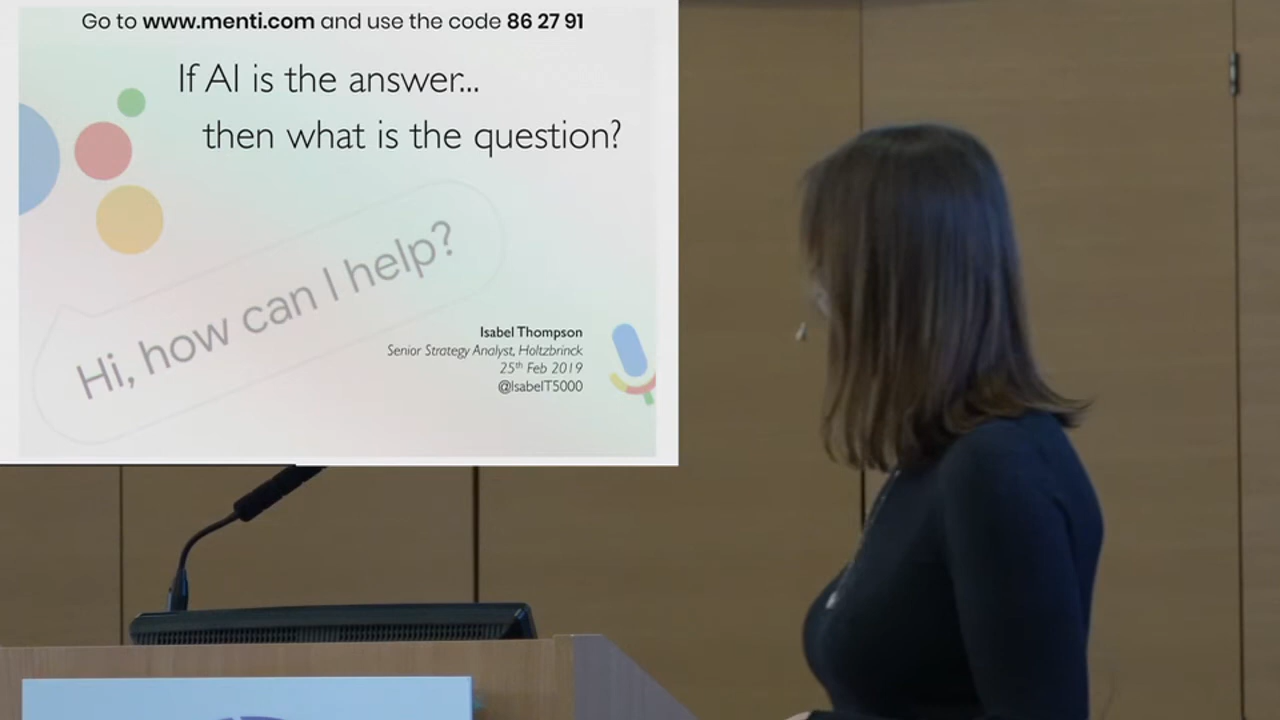 Go to www.menti.com and use the code 86 27 91
If AI is the answer...
then what is the question?
Hi, how can I help?
Isabel Thompson
Senior Strategy Analyst, Holtzbrinck
25th Feb 2019
@IsabelT5000